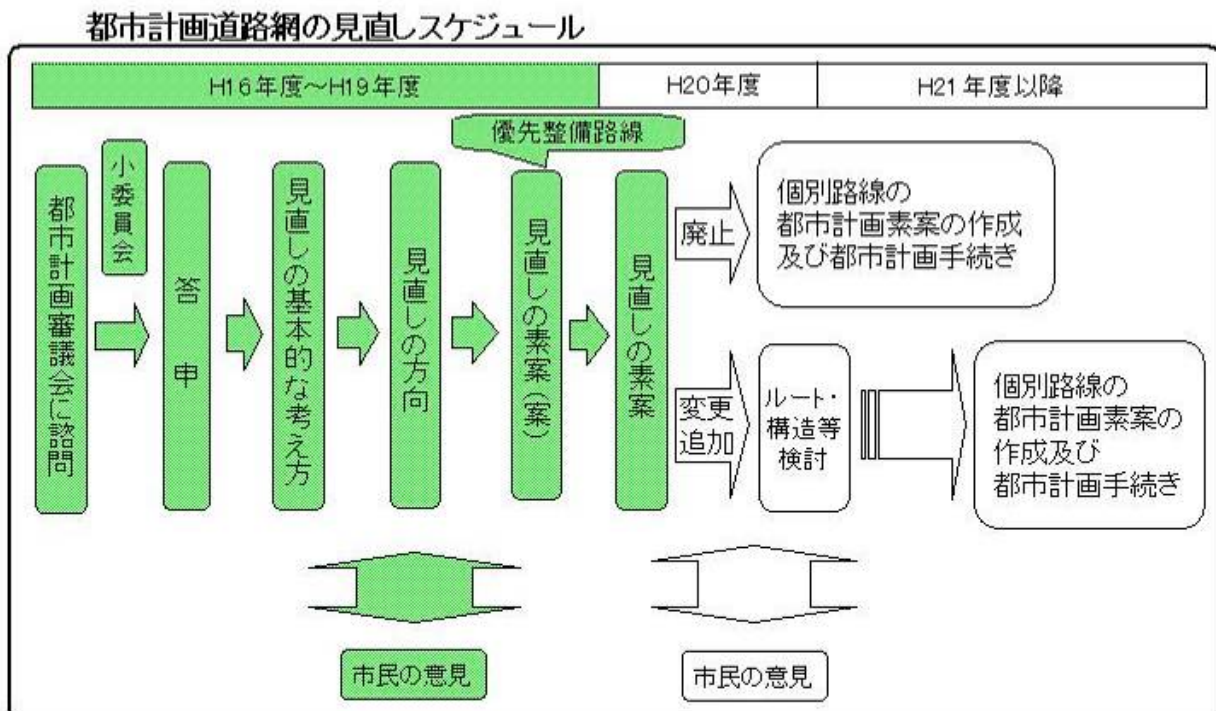 都市計画道路網の見直しスケジュール
H16年度～H19年度
H20年度
H21年度以降
優先整備路線
都市計画審議会に諮問
小委員会
答申
見直しの基本的な考え方
見直しの方向
見直しの素案（案）
見直しの素案
廃止
個別路線の
都市計画素案の作成
及び都市計画手続き
変更
追加
ルート・
構造等
検討
個別路線の
都市計画素案の
作成及び
都市計画手続き
市民の意見
市民の意見